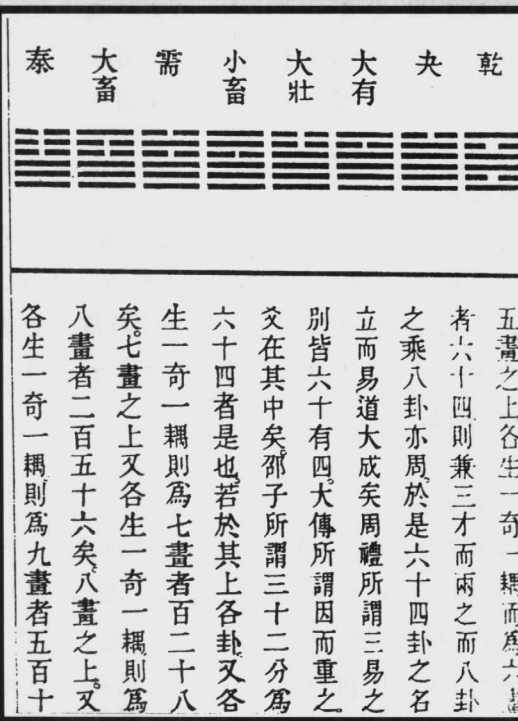 乾
夬
大有
大壯
小畜
需
大畜
泰
五畫之上各生一奇一耦而爲六畫
者六十四則兼三才而兩之而八卦
之乘八卦亦周於是六十四卦之名
立而易道大成矣周禮所謂三易之
別皆六十有四大傳所謂因而重之
爻在其中矣邵子所謂三十二分爲
六十四者是也若於其上各卦又各
生一奇一耦則爲七畫者百二十八
矣七畫之上又各生一奇一耦則爲
八畫者二百五十六矣八畫之上又
各生一奇一耦則爲九畫者五百十